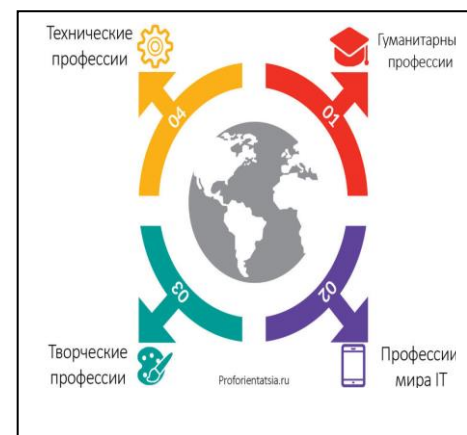 Технические
профессии
04
Гуманитарны
профессии
01
03
02
Творческие
профессии
Proforientatsia.ru
Профессии
мира IT